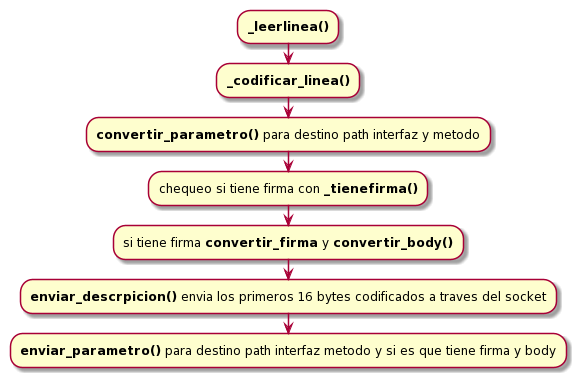 _leerlinea()
_codificar_linea()
convertir_parametro() para destino path interfaz y metodo
chequeo si tiene firma con _tienefirma()
si tiene firma convertir_firma y convertir_body()
enviar_descrpicion() envia los primeros 16 bytes codificados a traves del socket
enviar_parametro() para destino path interfaz metodo y si es que tiene firma y body